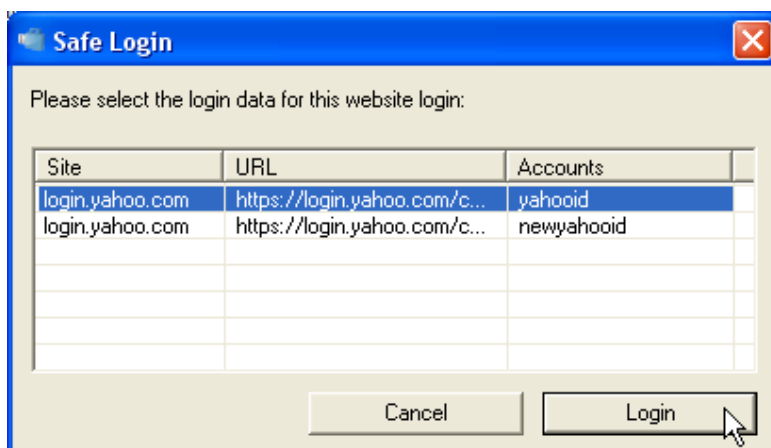 Safe Login
Please select the login data for this website login:
Site URL Accounts
login.yahoo.com https://login.yahoo.com/c... yahooid
login.yahoo.com https://login.yahoo.com/c... newyahooid
Cancel Login